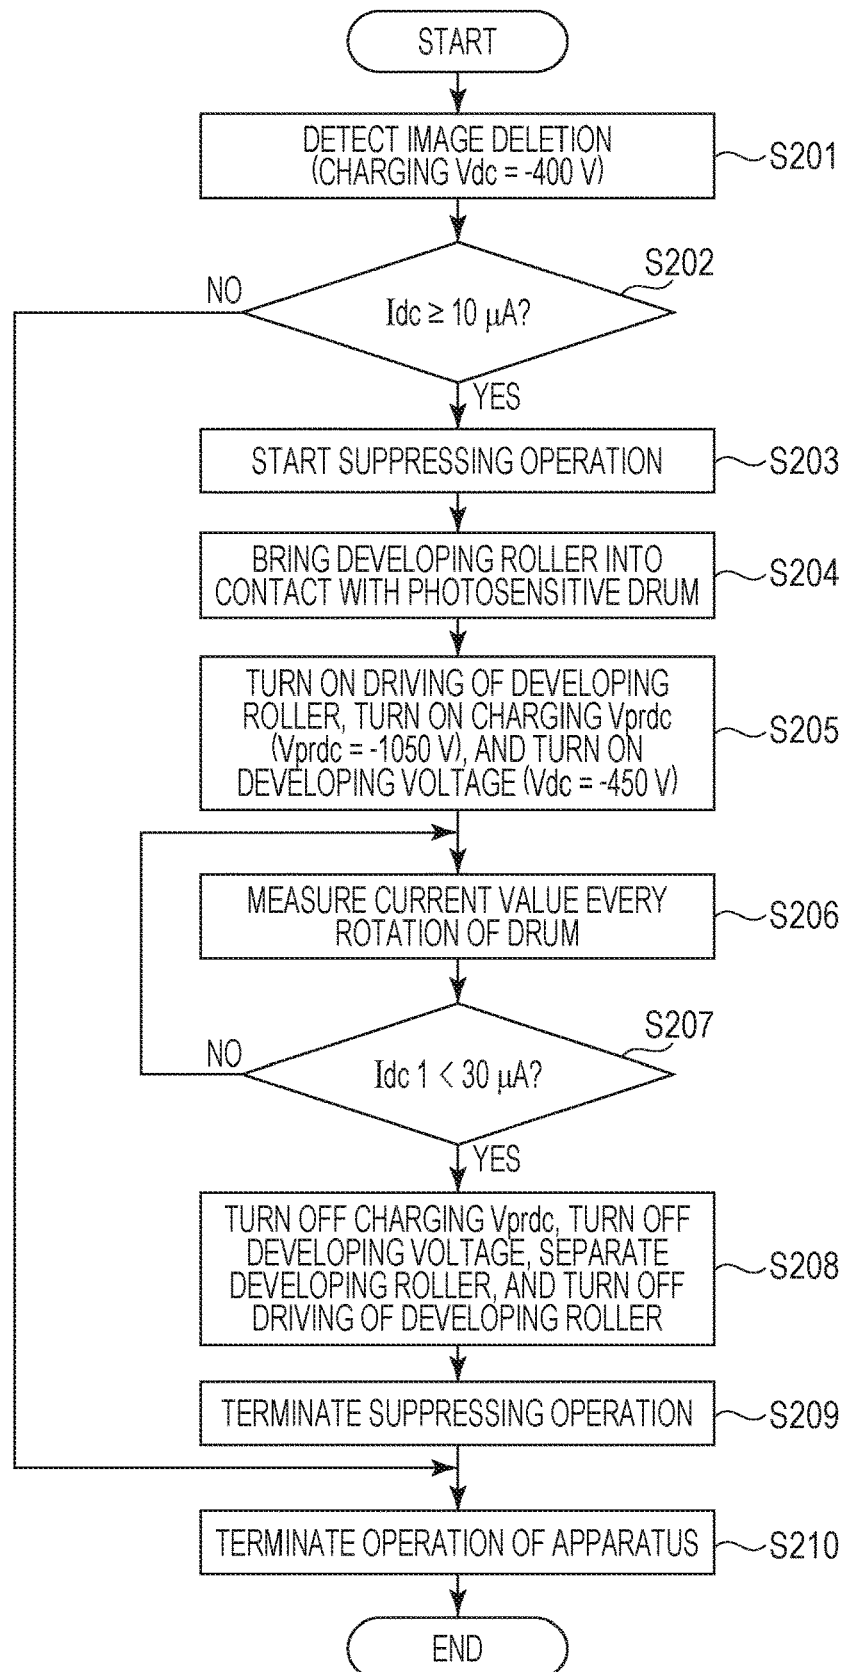 START
DETECT IMAGE DELETION
(CHARGING Vdc = -400 V)
S201
S202
NO
Idc ≥ 10 µA?
YES
START SUPPRESSING OPERATION
S203
BRING DEVELOPING ROLLER INTO
CONTACT WITH PHOTOSENSITIVE DRUM
S204
TURN ON DRIVING OF DEVELOPING
ROLLER, TURN ON CHARGING Vprdc
(Vprdc = -1050 V), AND TURN ON
DEVELOPING VOLTAGE (Vdc = -450 V)
S205
MEASURE CURRENT VALUE EVERY
ROTATION OF DRUM
S206
S207
NO
Idc 1 < 30 µA?
YES
TURN OFF CHARGING Vprdc, TURN OFF
DEVELOPING VOLTAGE, SEPARATE
DEVELOPING ROLLER, AND TURN OFF
DRIVING OF DEVELOPING ROLLER
S208
TERMINATE SUPPRESSING OPERATION
S209
TERMINATE OPERATION OF APPARATUS
S210
END